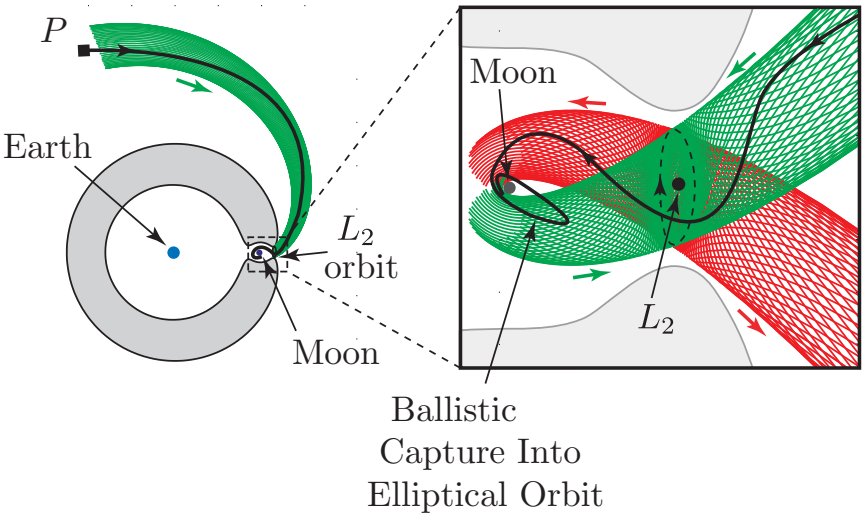 P
Earth
L2
orbit
Moon
Moon
L2
Ballistic
Capture Into
Elliptical Orbit